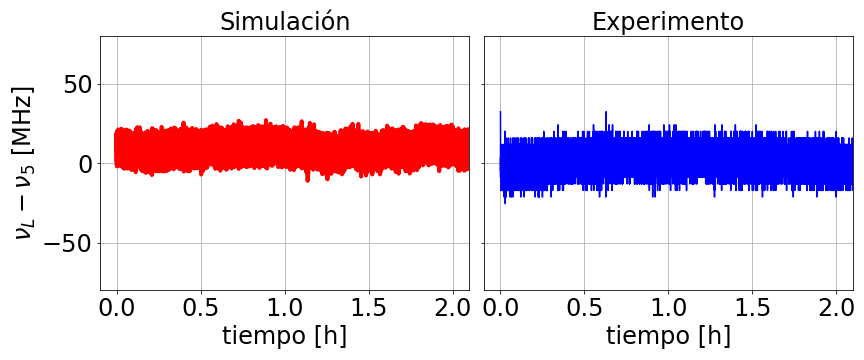 Simulación
Experimento
ν_L − ν_5 [MHz]
50
0
−50
0.0 0.5 1.0 1.5 2.0
0.0 0.5 1.0 1.5 2.0
tiempo [h]
tiempo [h]